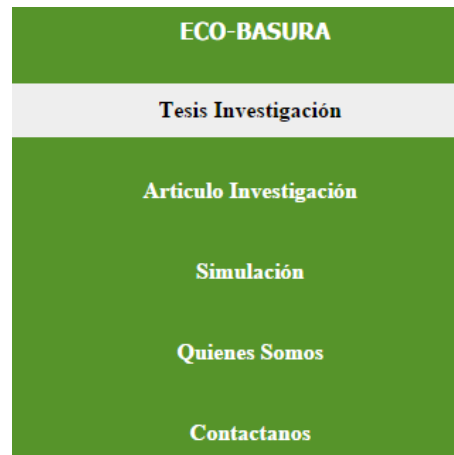 ECO-BASURA
Tesis Investigación
Articulo Investigación
Simulación
Quienes Somos
Contactanos